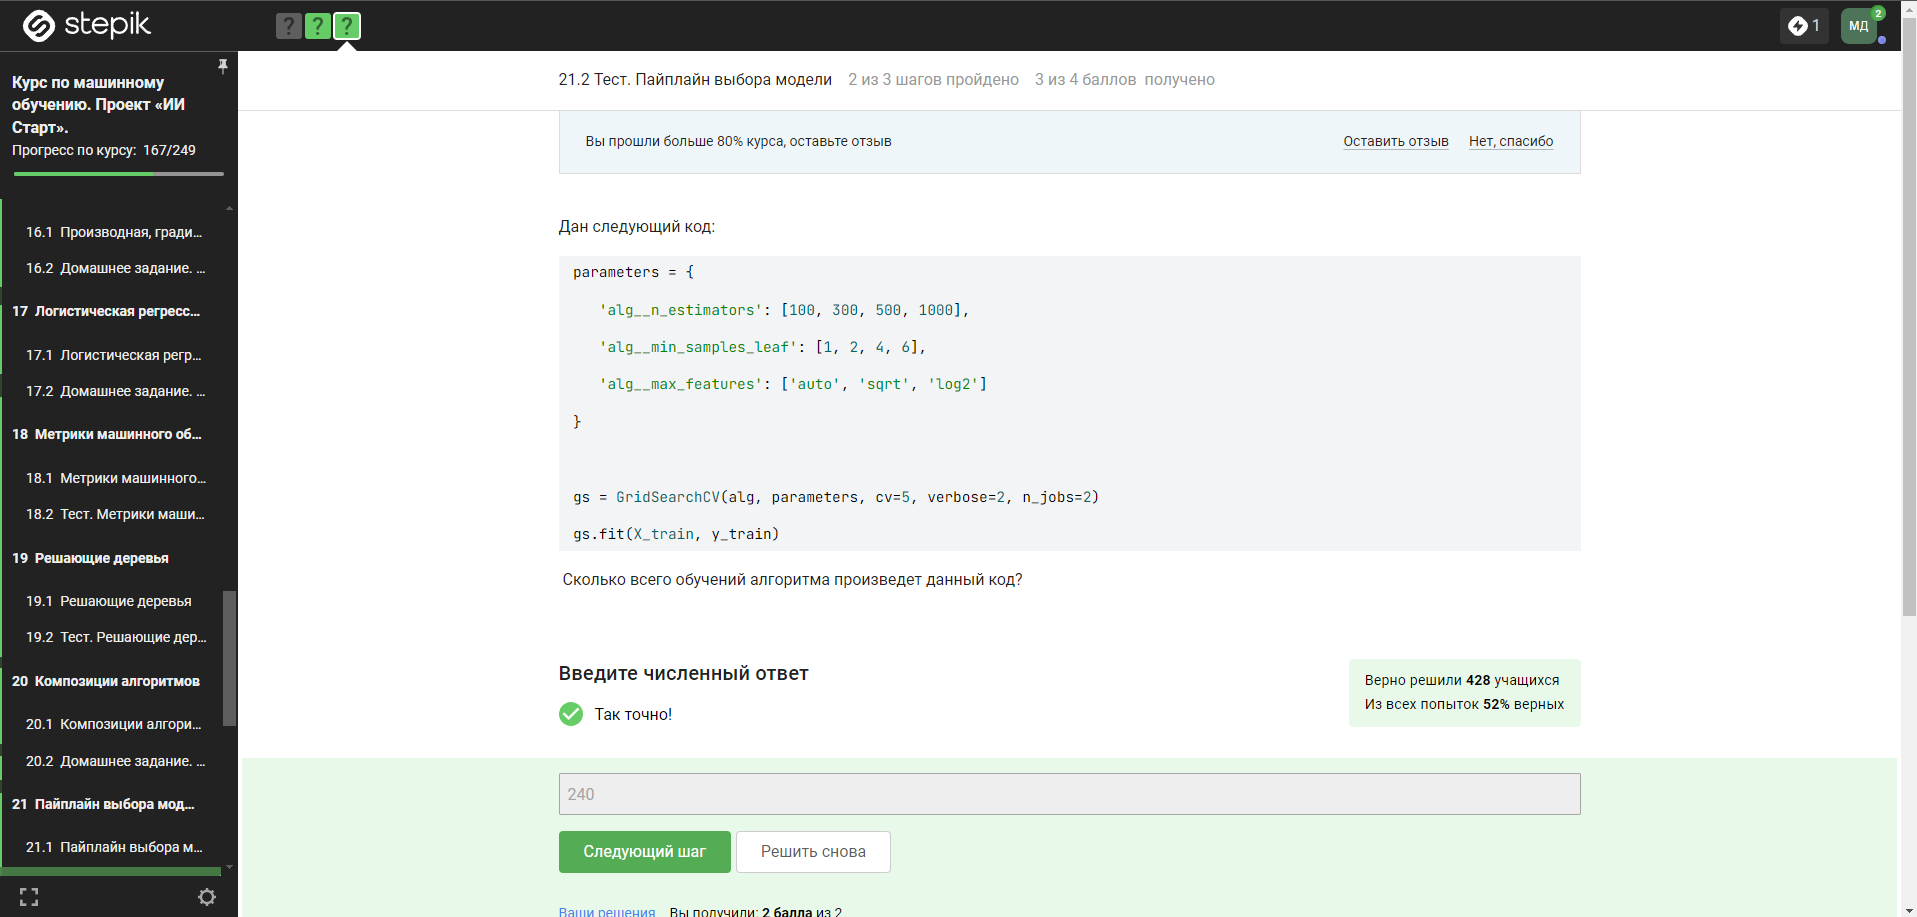 stepik
? ? ?
1
МД
2
Курс по машинному
обучению. Проект «ИИ
Старт».
Прогресс по курсу: 167/249
16.1 Производная, гради...
16.2 Домашнее задание. ...
17 Логистическая регресс...
17.1 Логистическая регр...
17.2 Домашнее задание. ...
18 Метрики машинного об...
18.1 Метрики машинного...
18.2 Тест. Метрики маши...
19 Решающие деревья
19.1 Решающие деревья
19.2 Тест. Решающие дер...
20 Композиции алгоритмов
20.1 Композиции алгори...
20.2 Домашнее задание. ...
21 Пайплайн выбора мод...
21.1 Пайплайн выбора м...
21.2 Тест. Пайплайн выбора модели 2 из 3 шагов пройдено 3 из 4 баллов получено
Вы прошли больше 80% курса, оставьте отзыв
Оставить отзыв Нет, спасибо
Дан следующий код:
parameters = {
'alg__n_estimators': [100, 300, 500, 1000],
'alg__min_samples_leaf': [1, 2, 4, 6],
'alg__max_features': ['auto', 'sqrt', 'log2']
}
gs = GridSearchCV(alg, parameters, cv=5, verbose=2, n_jobs=2)
gs.fit(X_train, y_train)
Сколько всего обучений алгоритма произведет данный код?
Введите численный ответ
Так точно!
Верно решили 428 учащихся
Из всех попыток 52% верных
240
Следующий шаг Решить снова
Ваши решения Вы получили: 2 балла из 2